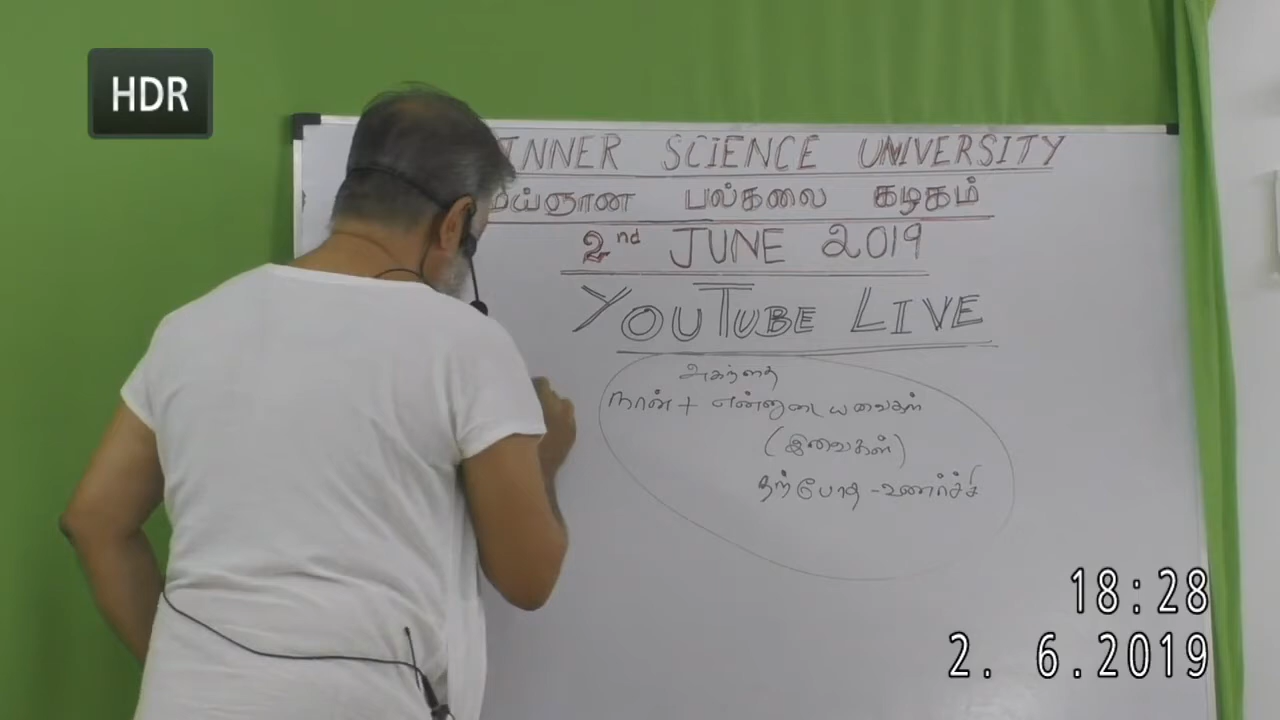 HDR
INNER SCIENCE UNIVERSITY
மெய்ஞான பல்கலை கழகம்
2nd JUNE 2019
YOUTUBE LIVE
அகந்தை
நான் + என்னுடையவைகள்
(இவைகள்)
தற்போத - உணர்ச்சி
18:28
2. 6.2019